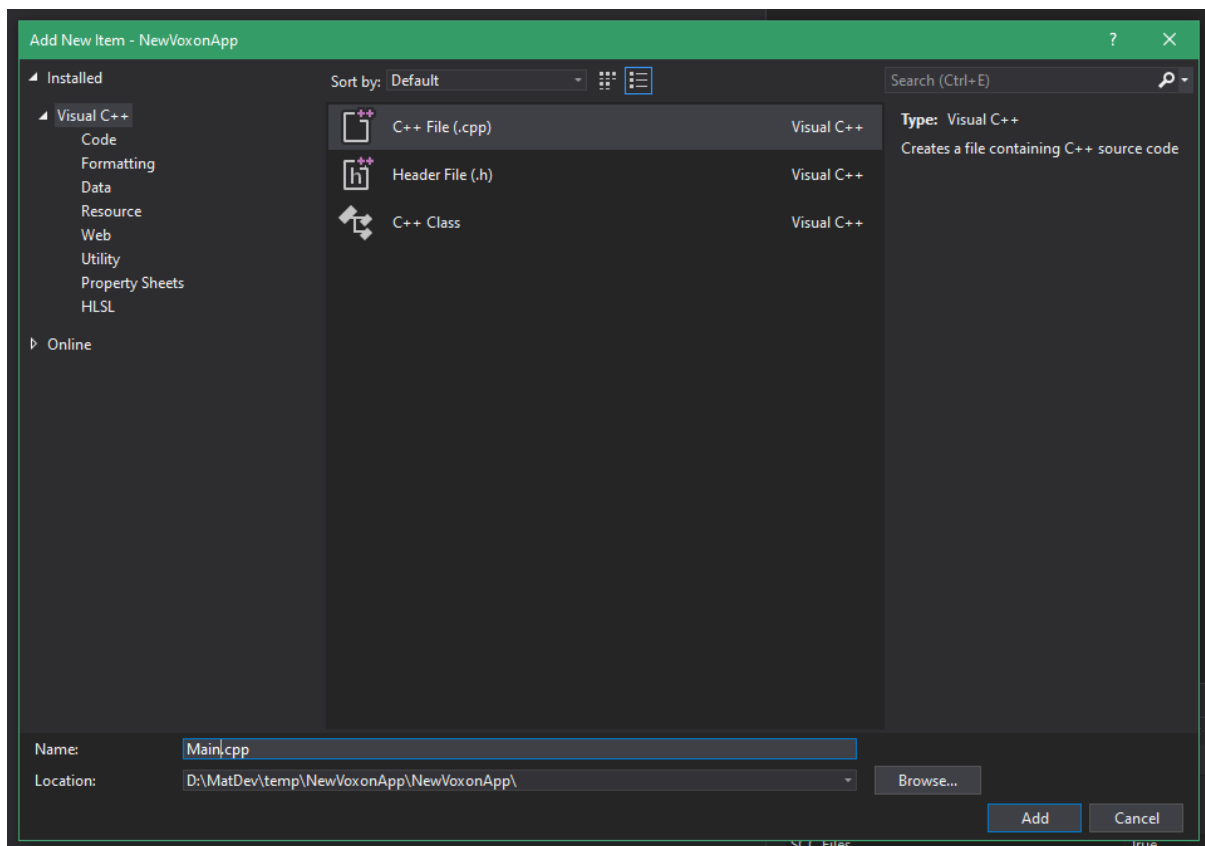 Add New Item - NewVoxonApp
Installed
Sort by: Default
Search (Ctrl+E)
Visual C++
Code
Formatting
Data
Resource
Web
Utility
Property Sheets
HLSL
Online
C++ File (.cpp) Visual C++
Header File (.h) Visual C++
C++ Class Visual C++
Type: Visual C++
Creates a file containing C++ source code
Name: Main.cpp
Location: D:\MatDev\temp\NewVoxonApp\NewVoxonApp\
Browse...
Add Cancel